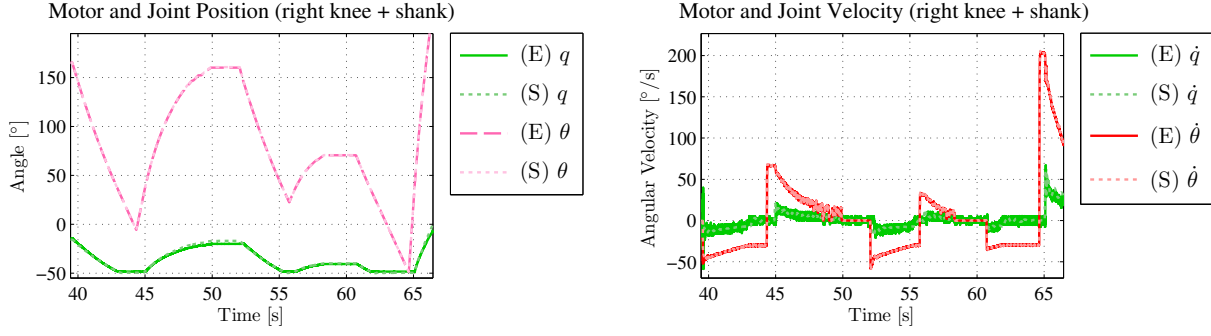 Motor and Joint Position (right knee + shank)
Angle [°]
150
100
50
0
−50
40
45
50
55
60
65
Time [s]
(E) q
(S) q
(E) θ
(S) θ
Motor and Joint Velocity (right knee + shank)
Angular Velocity [°/s]
200
150
100
50
0
−50
40
45
50
55
60
65
Time [s]
(E) q̇
(S) q̇
(E) θ̇
(S) θ̇